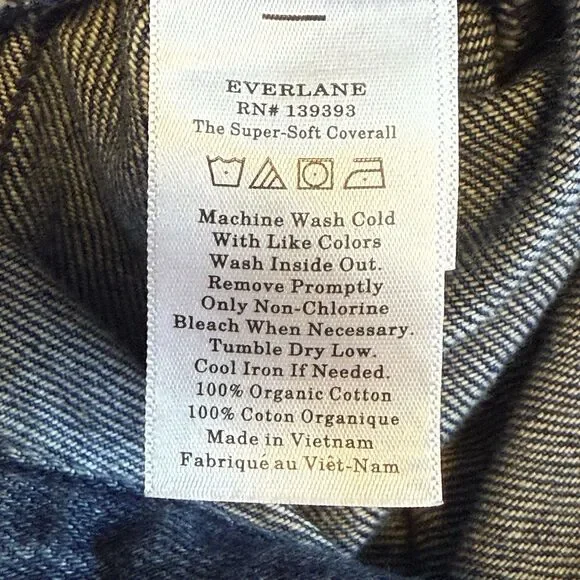 EVERLANE
RN# 139393
The Super-Soft Coverall
Machine Wash Cold
With Like Colors
Wash Inside Out.
Remove Promptly
Only Non-Chlorine
Bleach When Necessary.
Tumble Dry Low.
Cool Iron If Needed.
100% Organic Cotton
100% Coton Organique
Made in Vietnam
Fabriqué au Viêt-Nam